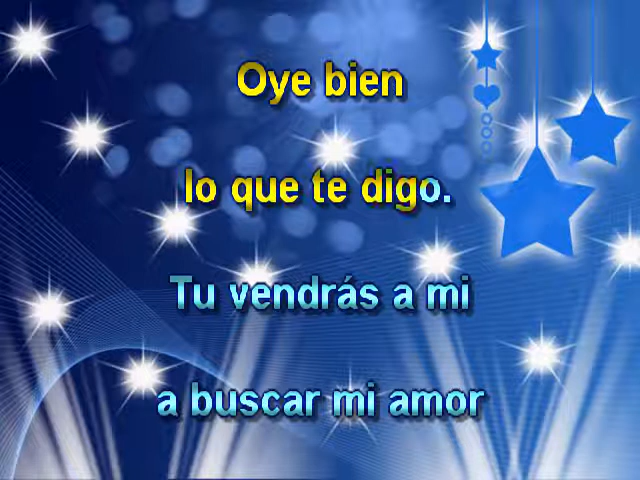 Oye bien
lo que te digo.
Tu vendrás a mi
a buscar mi amor